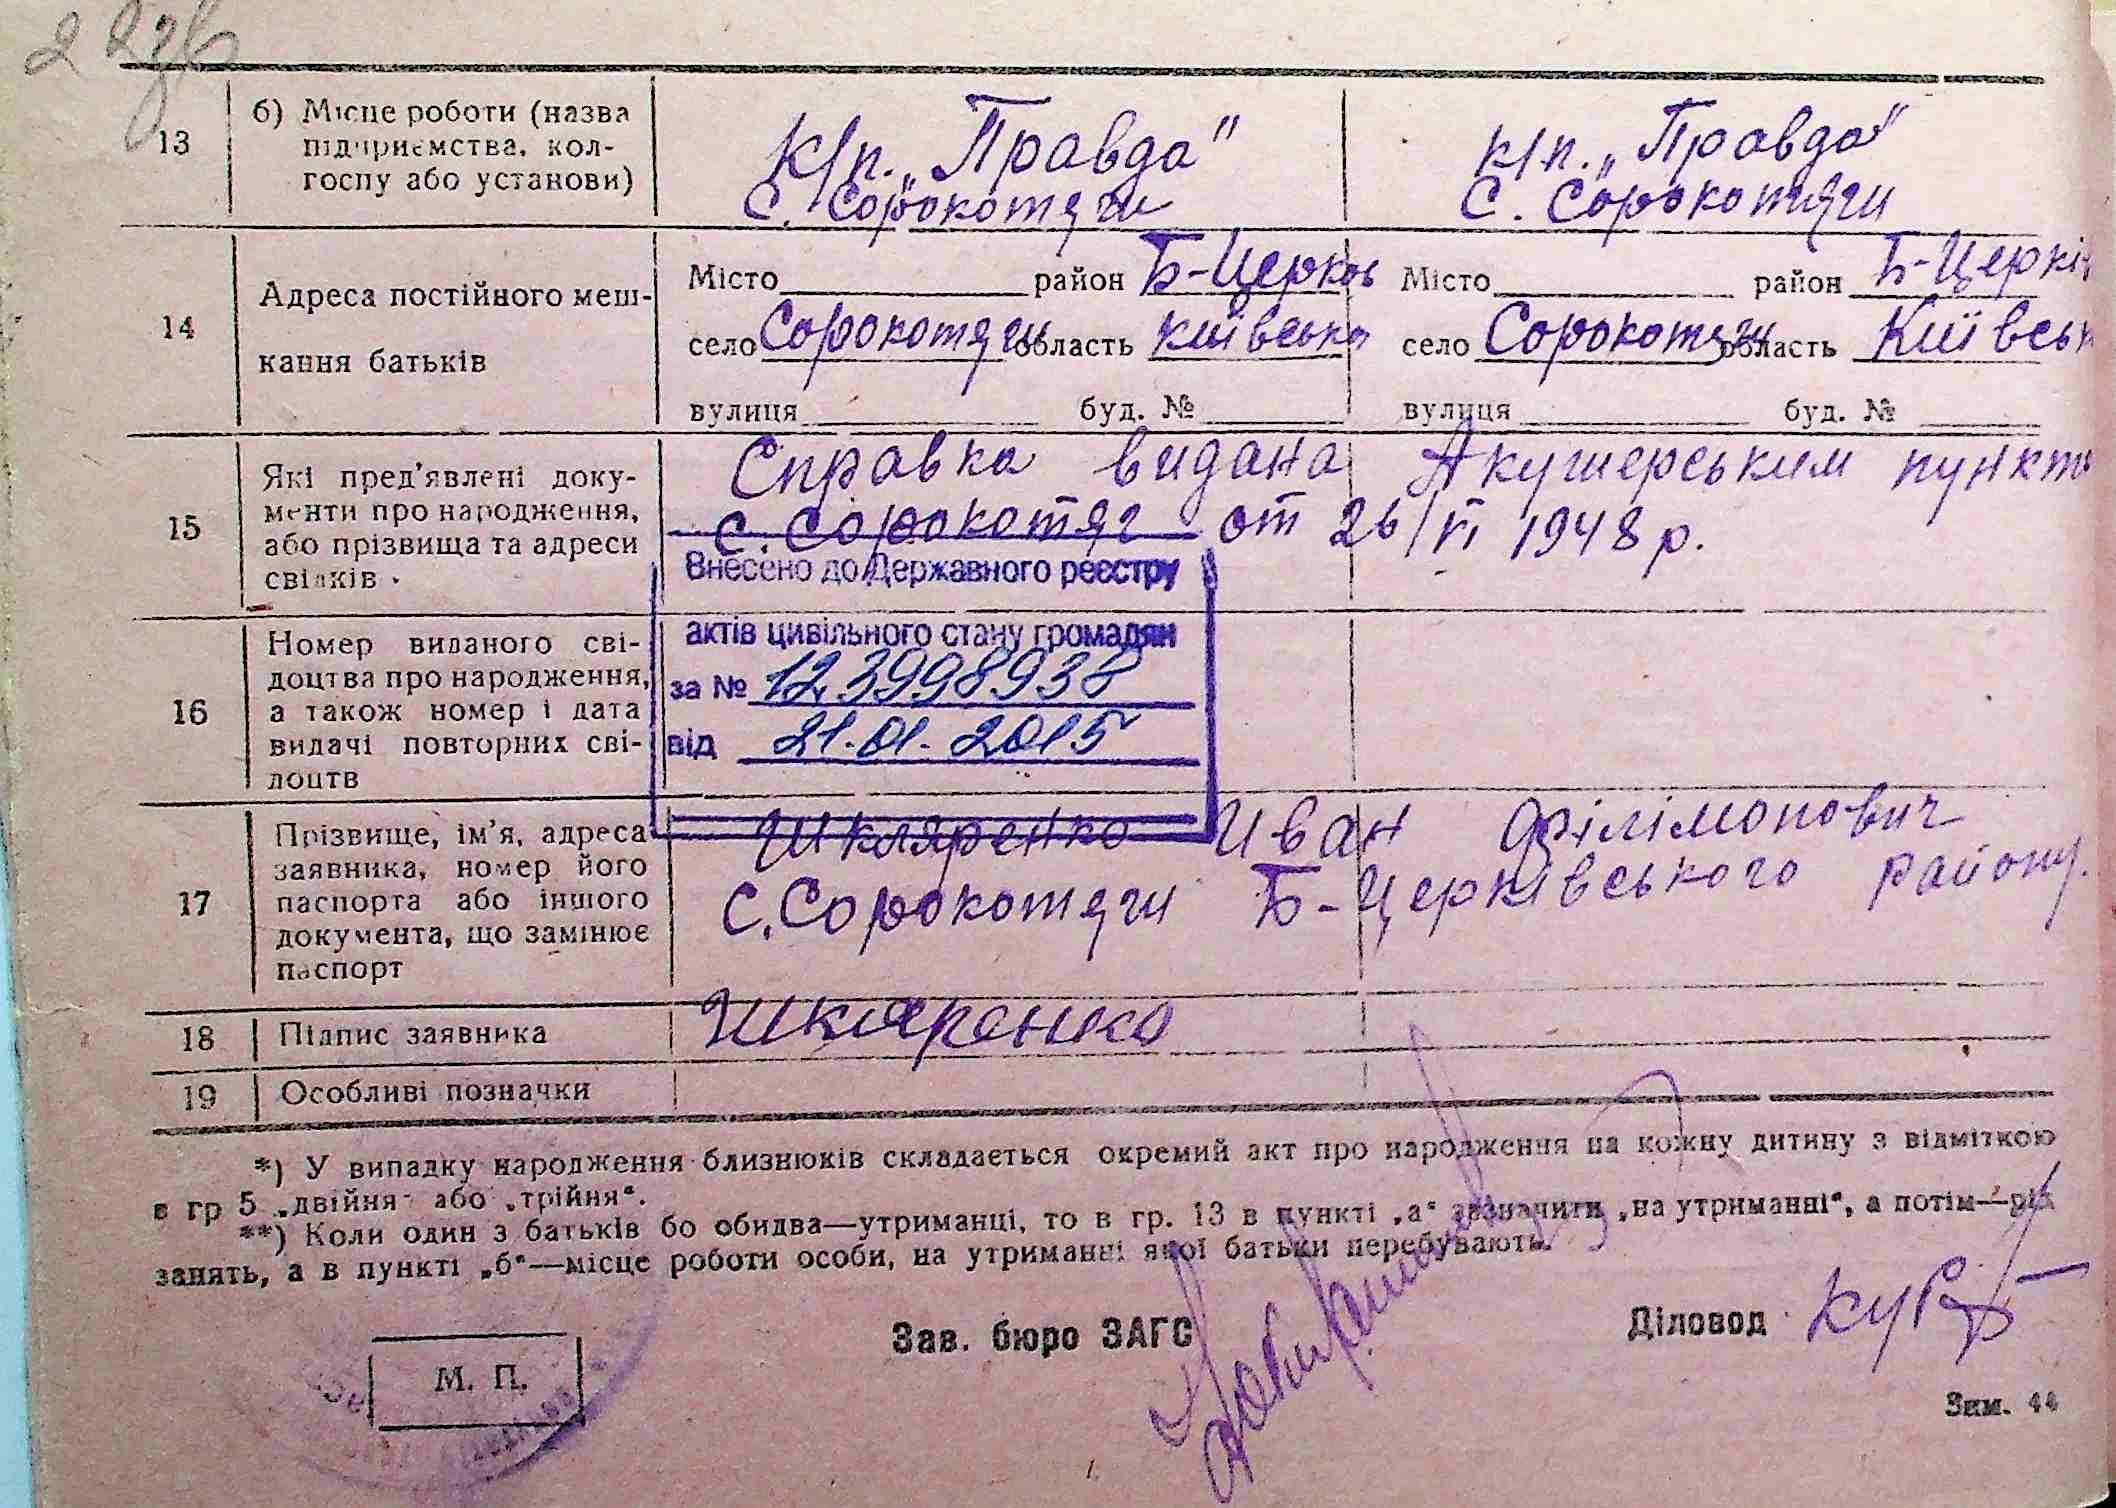 13
б) Місце роботи (назва
підприємства, кол-
госпу або установи)
к/п. „Правда"
с. Сорокотяги
к/п. „Правда"
с. Сорокотяги
14
Адреса постійного меш-
кання батьків
Місто район Б-Церков
село Сорокотяги область Київсько
вулиця буд. №
Місто район Б-Церків
село Сорокотяги область Київськ
вулиця буд. №
15
Які пред'явлені доку-
менти про народження,
або прізвища та адреси
свідків
Справка видана Акушерським пункто
с. Сорокотяг от 26/VI 1948 р.
Внесено до Державного реєстру
актів цивільного стану громадян
за № 123998938
від 21.01.2015
16
Номер виданого сві-
доцтва про народження,
а також номер і дата
видачі повторних сві-
доцтв
17
Прізвище, ім'я, адреса
заявника, номер його
паспорта або іншого
документа, що замінює
паспорт
Шкляренко Иван Філімонович
с. Сорокотяги Б-Церківського району.
18
Підпис заявника
Шкляренко
19
Особливі позначки
*) У випадку народження близнюків складається окремий акт про народження на кожну дитину з відміткою
в гр 5 „двійня" або „трійня".
**) Коли один з батьків бо обидва—утриманці, то в гр. 13 в пункті „а" зазначити „на утриманні", а потім—рід
занять, а в пункті „б"—місце роботи особи, на утриманні якої батьки перебувають.
Зав. бюро ЗАГС
Діловод
М. П.
Зим. 44